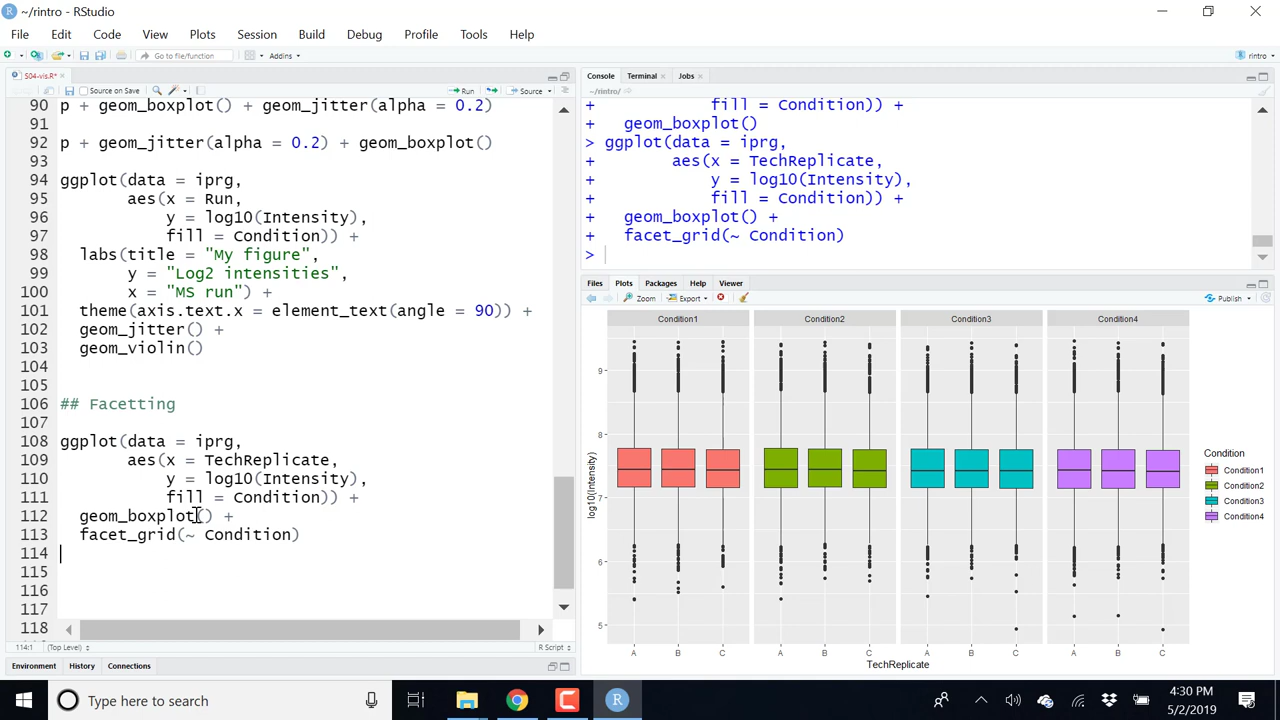 ~/rintro - RStudio
File Edit Code View Plots Session Build Debug Profile Tools Help
Go to file/function Addins rintro
S04-vis.R*
Source on Save Run Source
90 p + geom_boxplot() + geom_jitter(alpha = 0.2)
91
92 p + geom_jitter(alpha = 0.2) + geom_boxplot()
93
94 ggplot(data = iprg,
95 aes(x = Run,
96 y = log10(Intensity),
97 fill = Condition)) +
98 labs(title = "My figure",
99 y = "Log2 intensities",
100 x = "MS run") +
101 theme(axis.text.x = element_text(angle = 90)) +
102 geom_jitter() +
103 geom_violin()
104
105
106 ## Facetting
107
108 ggplot(data = iprg,
109 aes(x = TechReplicate,
110 y = log10(Intensity),
111 fill = Condition)) +
112 geom_boxplot() +
113 facet_grid(~ Condition)
114
115
116
117
118
114:1 (Top Level) R Script
Environment History Connections
Console Terminal Jobs
~/rintro/
+ fill = Condition)) +
+ geom_boxplot()
> ggplot(data = iprg,
+ aes(x = TechReplicate,
+ y = log10(Intensity),
+ fill = Condition)) +
+ geom_boxplot() +
+ facet_grid(~ Condition)
>
Files Plots Packages Help Viewer
Zoom Export Publish
Condition1 Condition2 Condition3 Condition4
9
8
7
6
5
log10(Intensity)
A B C A B C A B C A B C
TechReplicate
Condition
Condition1
Condition2
Condition3
Condition4
Type here to search
4:30 PM
5/2/2019